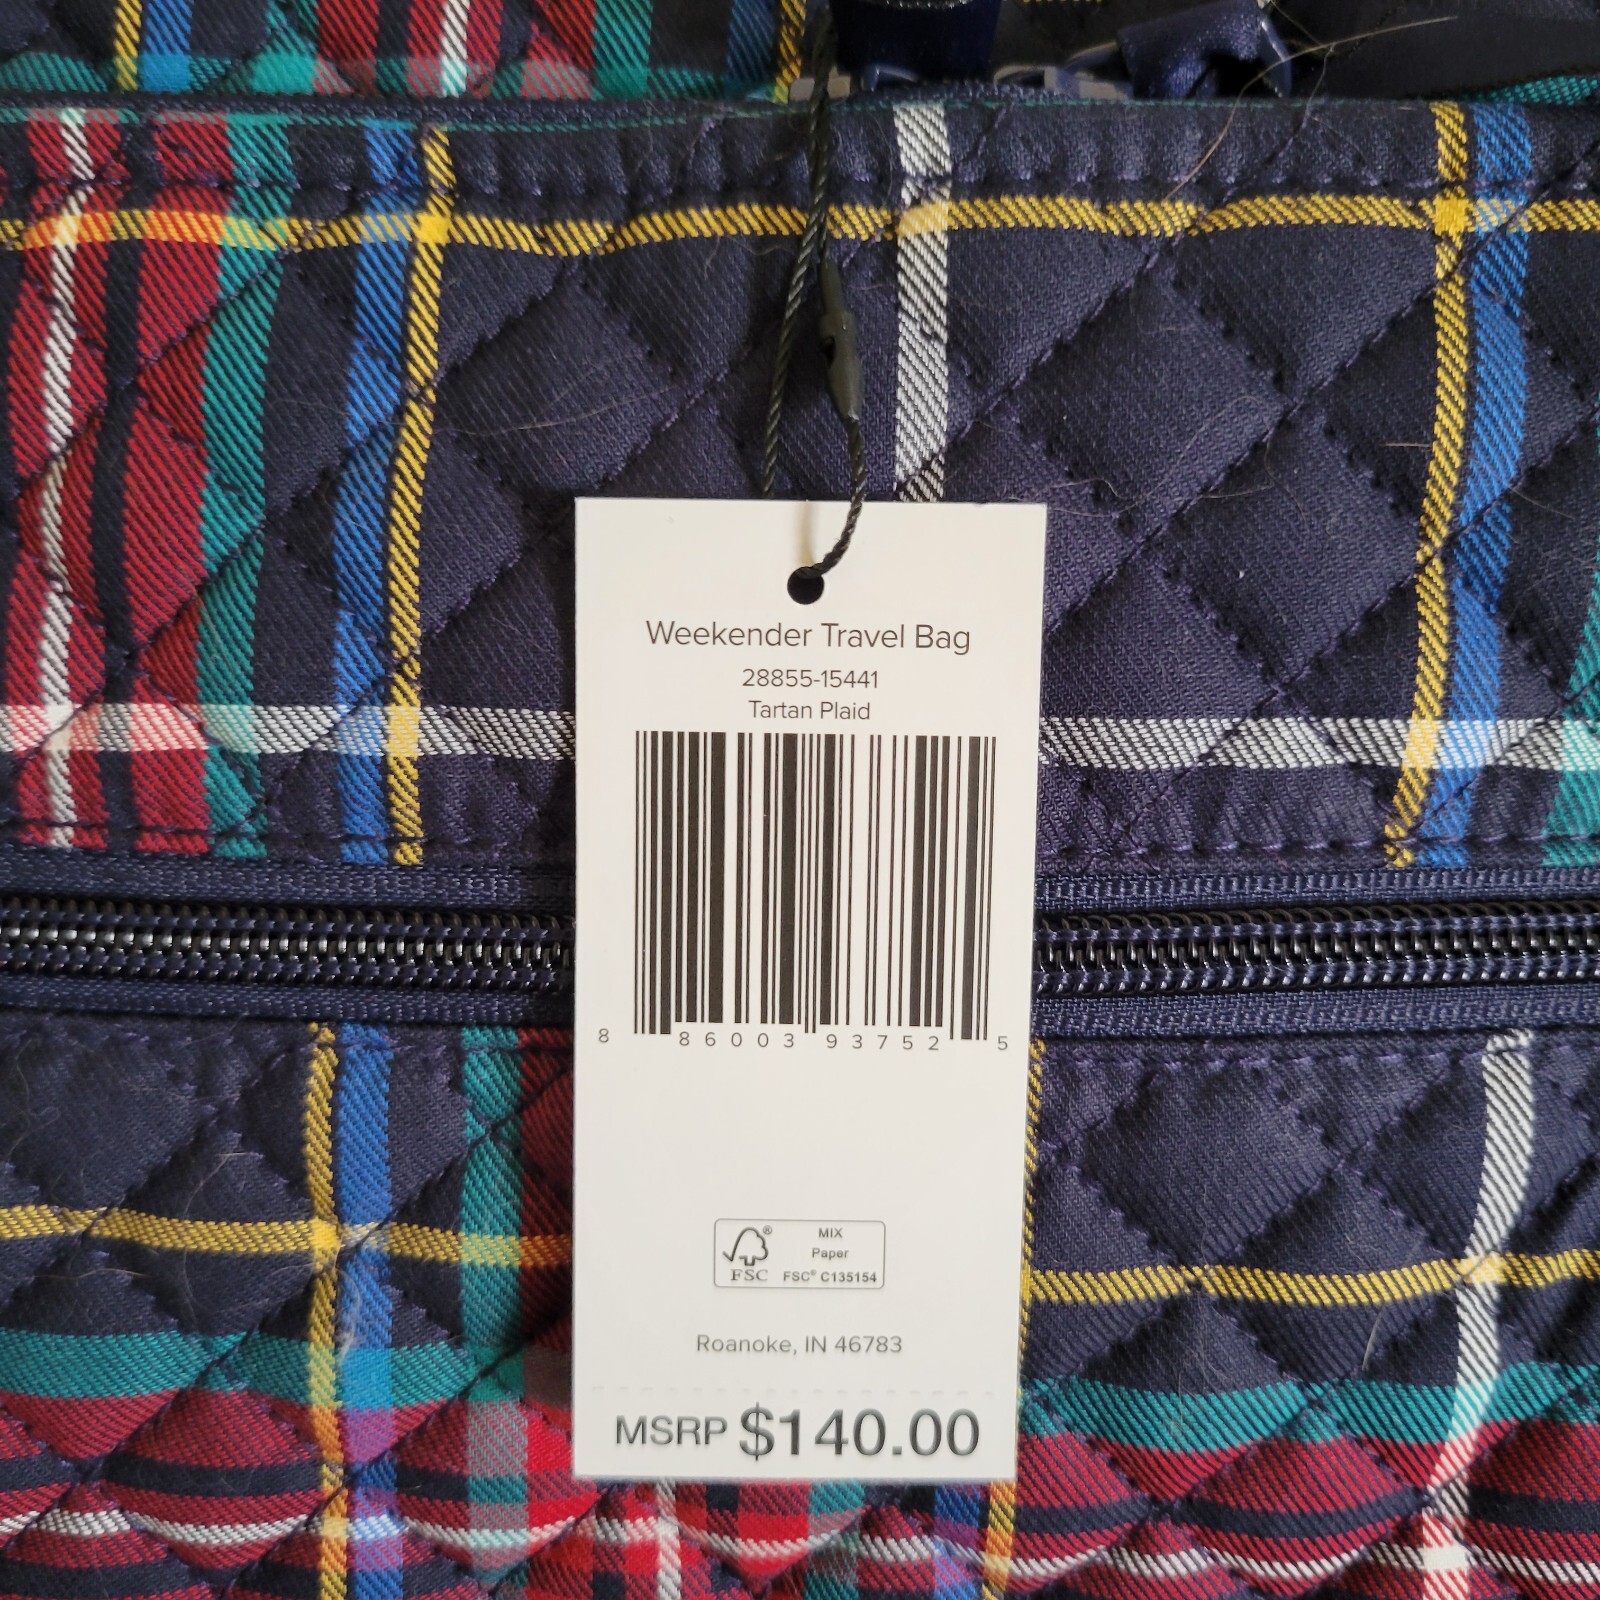 Weekender Travel Bag
28855-15441
Tartan Plaid
8 86003 93752 5
FSC® MIX
Paper
FSC® C135154
Roanoke, IN 46783
MSRP $140.00